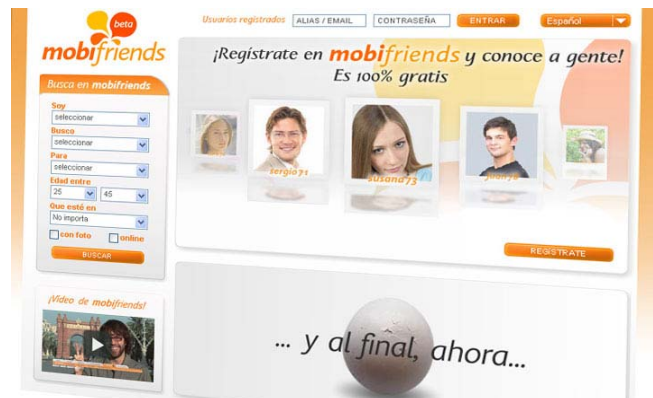 beta
mobifriends
Usuarios registrados
ALIAS / EMAIL
CONTRASEÑA
ENTRAR
Español
Busca en mobifriends
Soy
seleccionar
Busco
seleccionar
Para
seleccionar
Edad entre
25
45
Que esté en
No importa
con foto
online
BUSCAR
¡Regístrate en mobifriends y conoce a gente!
Es 100% gratis
sergio71
susana73
juan78
REGISTRATE
¡Vídeo de mobifriends!
... y al final, ahora...